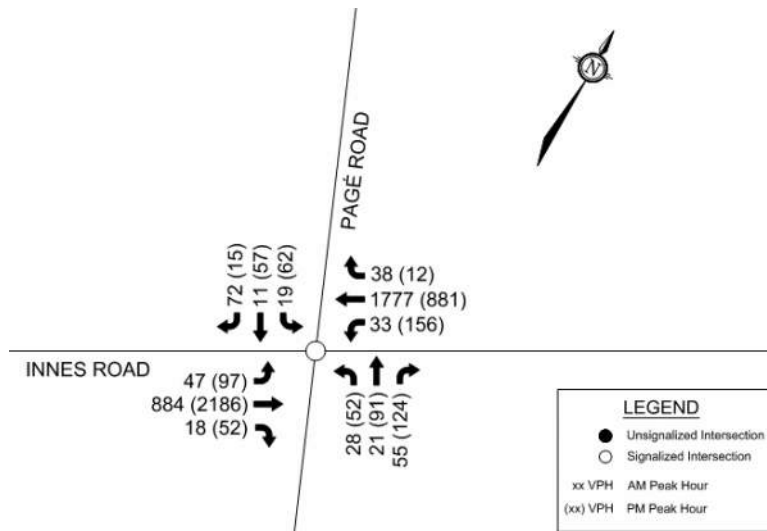 N
PAGÉ ROAD
72 (15)
11 (57)
19 (62)
38 (12)
1777 (881)
33 (156)
INNES ROAD
47 (97)
884 (2186)
18 (52)
28 (52)
21 (91)
55 (124)
LEGEND
Unsignalized Intersection
Signalized Intersection
xx VPH AM Peak Hour
(xx) VPH PM Peak Hour